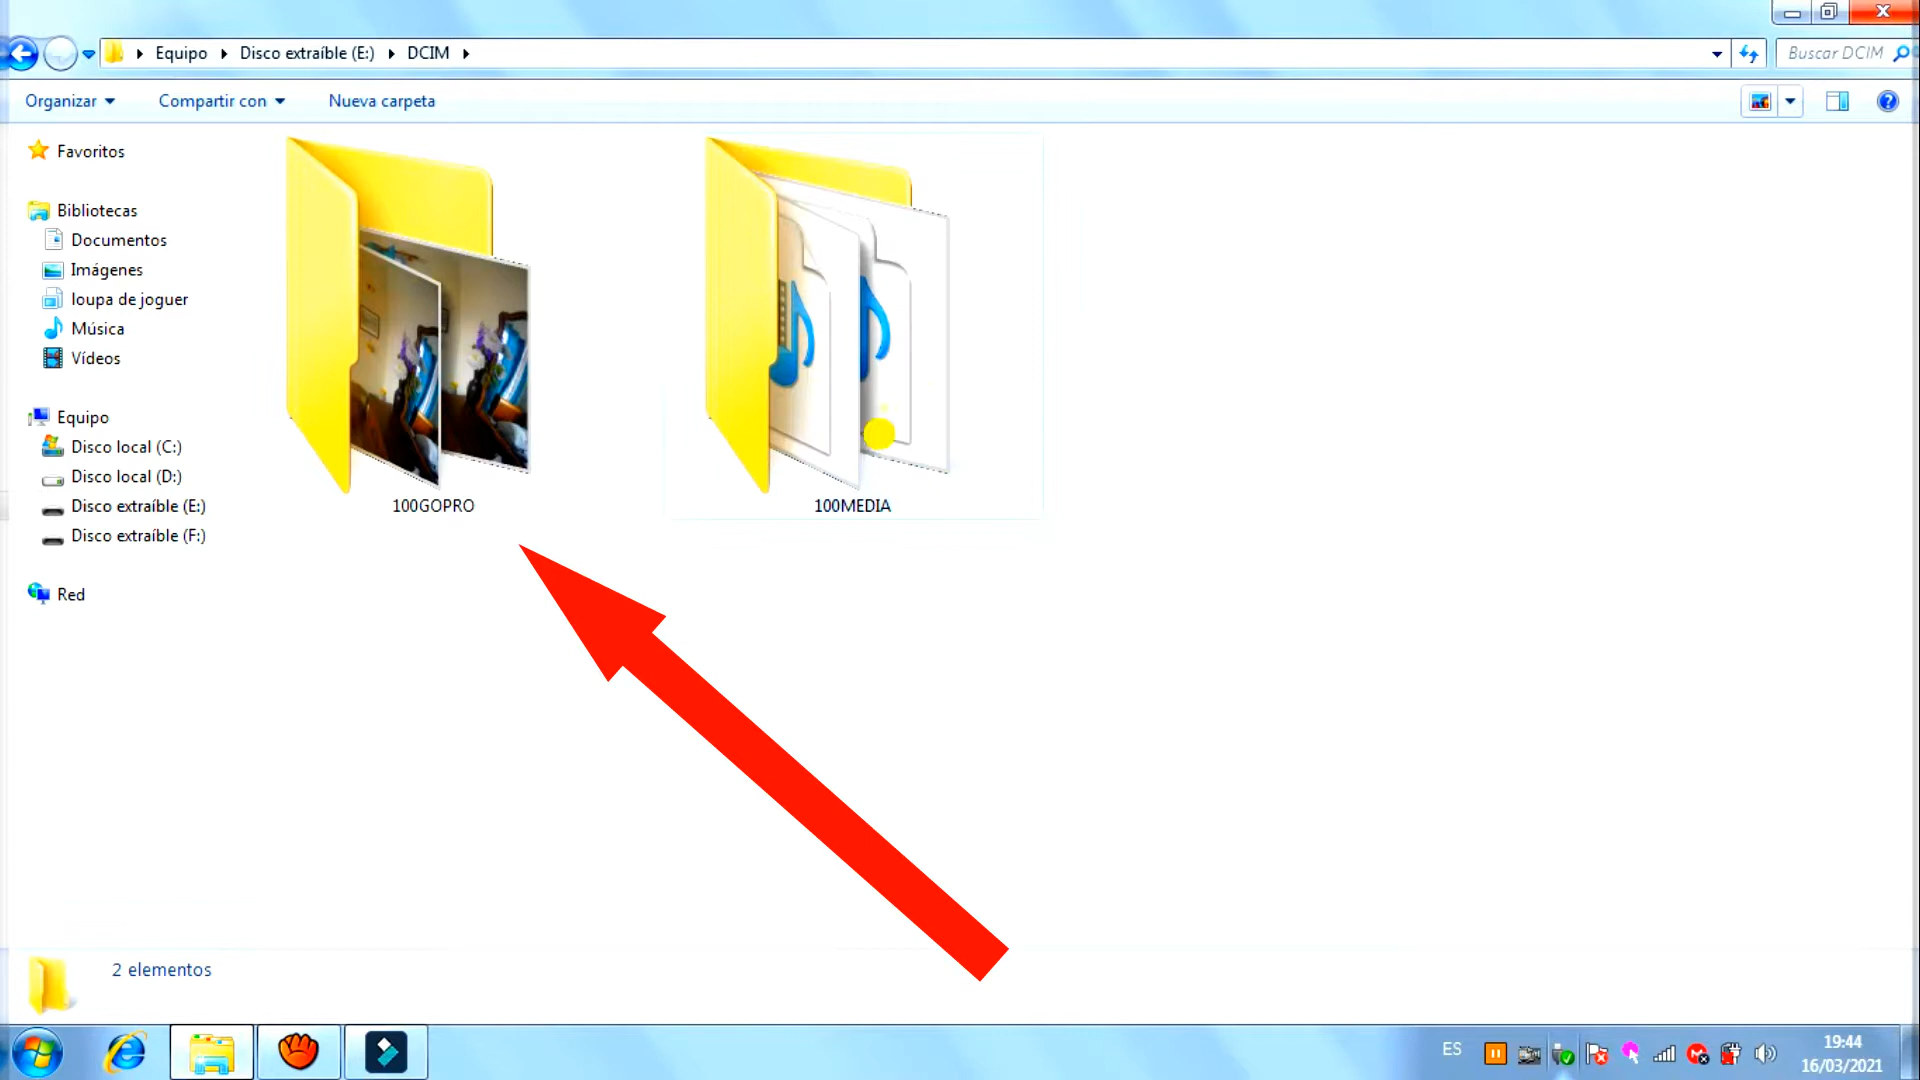 Equipo Disco extraíble (E:) DCIM
Buscar DCIM
Organizar Compartir con Nueva carpeta
Favoritos
Bibliotecas
Documentos
Imágenes
loupa de joguer
Música
Vídeos
Equipo
Disco local (C:)
Disco local (D:)
Disco extraíble (E:)
Disco extraíble (F:)
Red
100GOPRO
100MEDIA
2 elementos
ES
19:44
16/03/2021